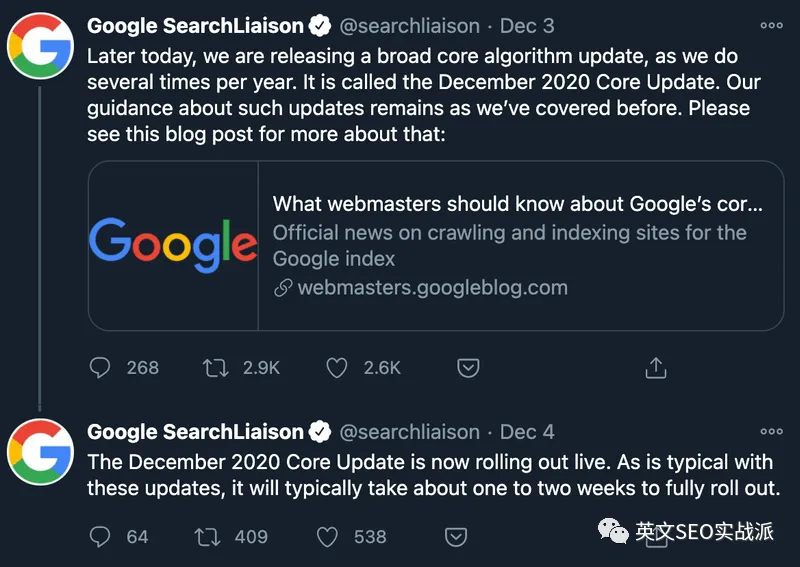 Google SearchLiaison @searchliaison · Dec 3
Later today, we are releasing a broad core algorithm update, as we do
several times per year. It is called the December 2020 Core Update. Our
guidance about such updates remains as we've covered before. Please
see this blog post for more about that:
Google
What webmasters should know about Google's cor...
Official news on crawling and indexing sites for the
Google index
webmasters.googleblog.com
268 2.9K 2.6K
Google SearchLiaison @searchliaison · Dec 4
The December 2020 Core Update is now rolling out live. As is typical with
these updates, it will typically take about one to two weeks to fully roll out.
64 409 538
英文SEO实战派